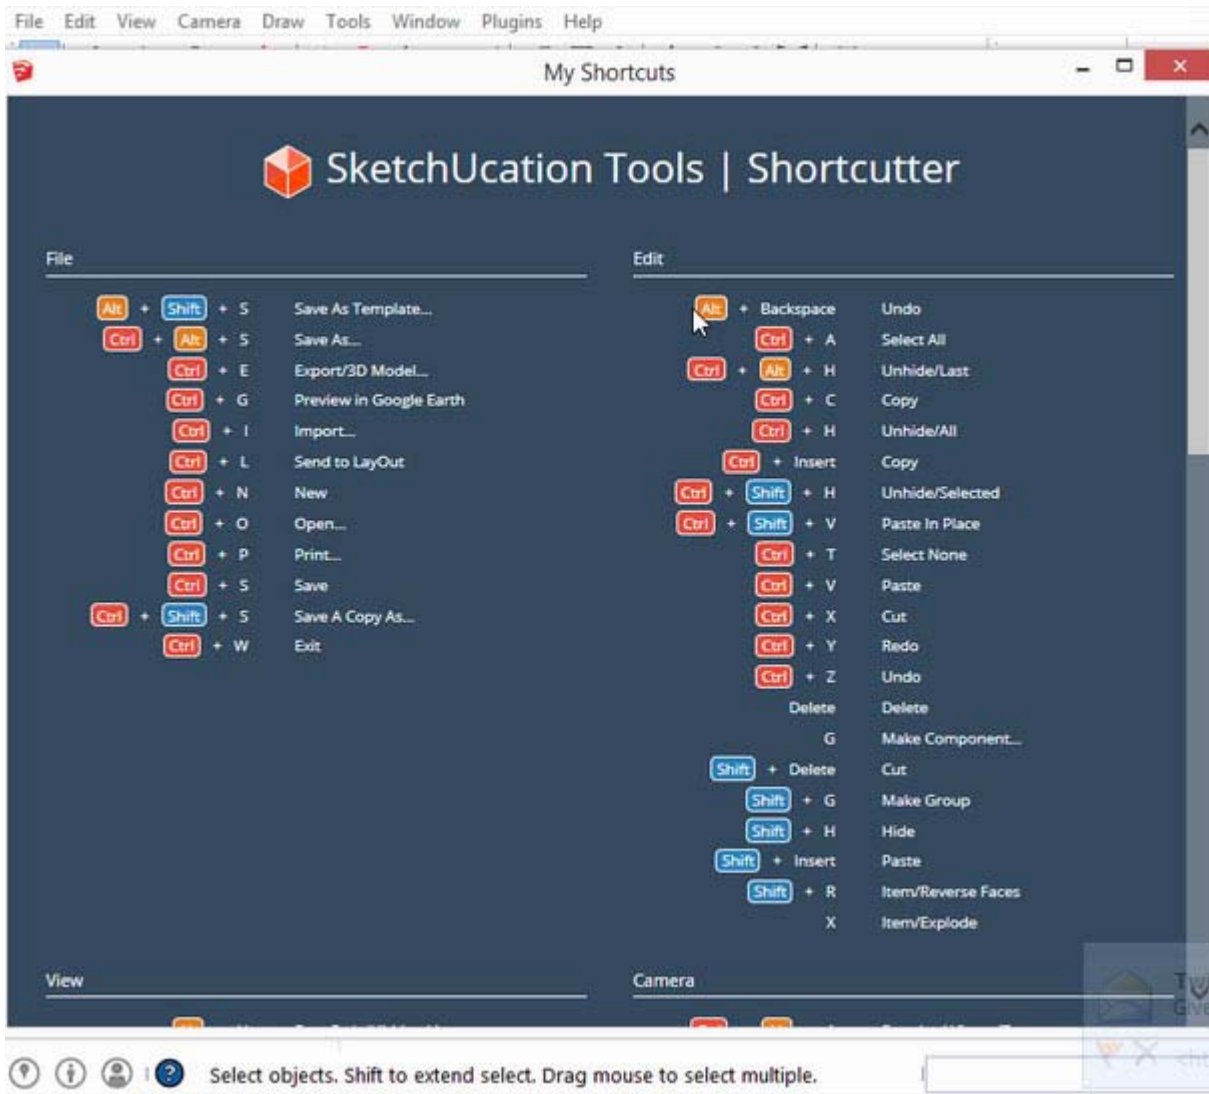 File Edit View Camera Draw Tools Window Plugins Help
My Shortcuts
SketchUcation Tools | Shortcutter
File
Alt + Shift + S Save As Template...
Ctrl + Alt + S Save As...
Ctrl + E Export/3D Model...
Ctrl + G Preview in Google Earth
Ctrl + I Import...
Ctrl + L Send to LayOut
Ctrl + N New
Ctrl + O Open...
Ctrl + P Print...
Ctrl + S Save
Ctrl + Shift + S Save A Copy As...
Ctrl + W Exit
Edit
Alt + Backspace Undo
Ctrl + A Select All
Ctrl + Alt + H Unhide/Last
Ctrl + C Copy
Ctrl + H Unhide/All
Ctrl + Insert Copy
Ctrl + Shift + H Unhide/Selected
Ctrl + Shift + V Paste In Place
Ctrl + T Select None
Ctrl + V Paste
Ctrl + X Cut
Ctrl + Y Redo
Ctrl + Z Undo
Delete Delete
G Make Component...
Shift + Delete Cut
Shift + G Make Group
Shift + H Hide
Shift + Insert Paste
Shift + R Item/Reverse Faces
X Item/Explode
View
Camera
Select objects. Shift to extend select. Drag mouse to select multiple.